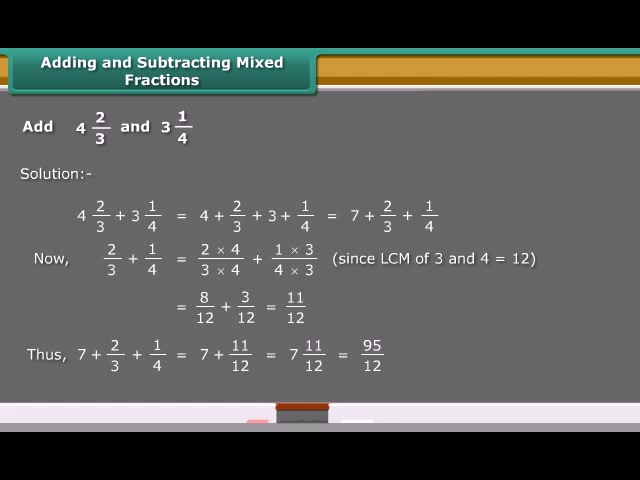 Adding and Subtracting Mixed
Fractions
Add 4 2/3 and 3 1/4
Solution:-
4 2/3 + 3 1/4 = 4 + 2/3 + 3 + 1/4 = 7 + 2/3 + 1/4
Now, 2/3 + 1/4 = 2 × 4/3 × 4 + 1 × 3/4 × 3 (since LCM of 3 and 4 = 12)
= 8/12 + 3/12 = 11/12
Thus, 7 + 2/3 + 1/4 = 7 + 11/12 = 7 11/12 = 95/12